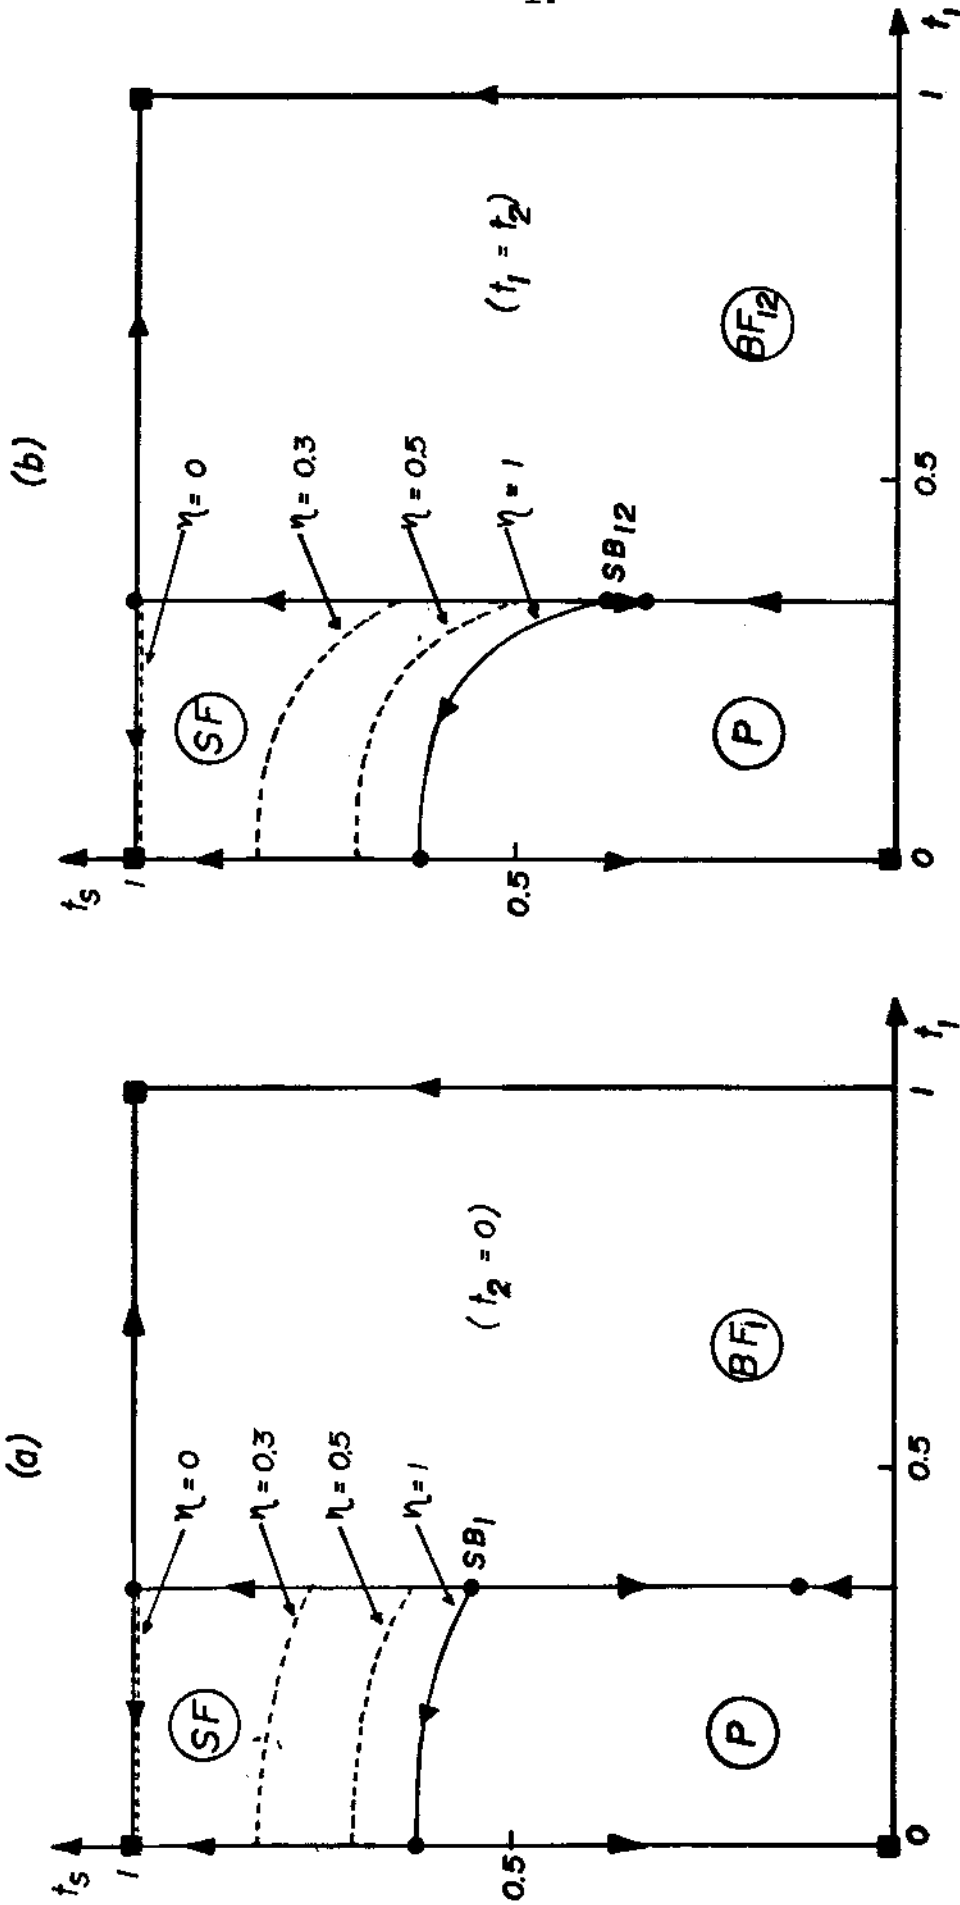 (a)
t_s
1
SF
η=0
η=0.3
η=0.5
η=1
SB_1
(t_2 = 0)
0.5
P
BF_1
0
0.5
1
t_1
(b)
t_s
1
SF
η=0
η=0.3
η=0.5
η=1
SB_12
(t_1 = t_2)
0.5
P
BF_12
0
0.5
1
t_1